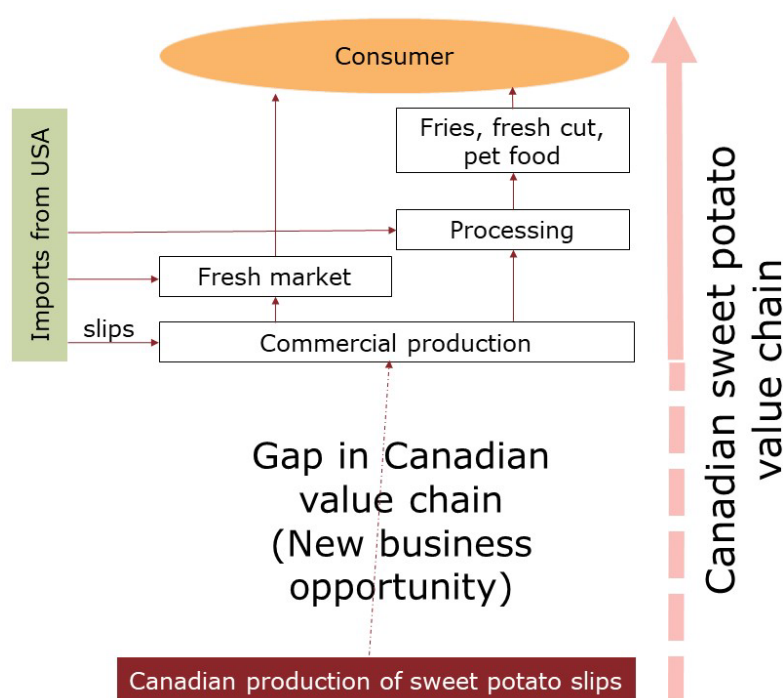 Consumer
Fries, fresh cut,
pet food
Imports from USA
Processing
Fresh market
slips
Commercial production
Gap in Canadian
value chain
(New business
opportunity)
Canadian production of sweet potato slips
Canadian sweet potato
value chain